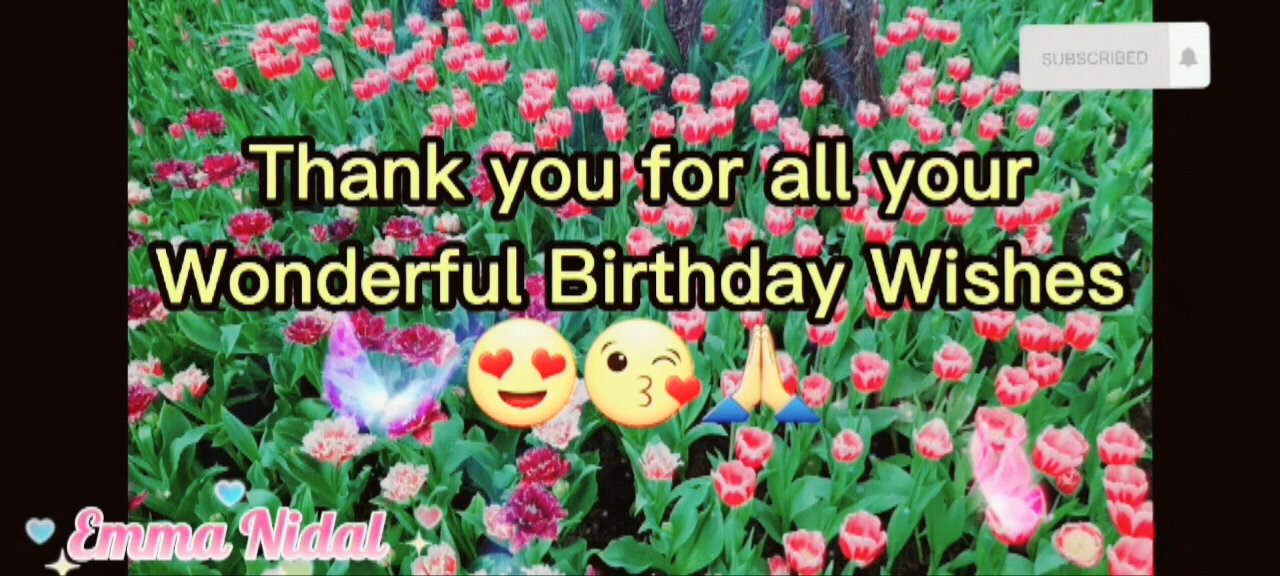 SUBSCRIBED
Thank you for all your
Wonderful Birthday Wishes
😍😘🙏
Emma Nidal